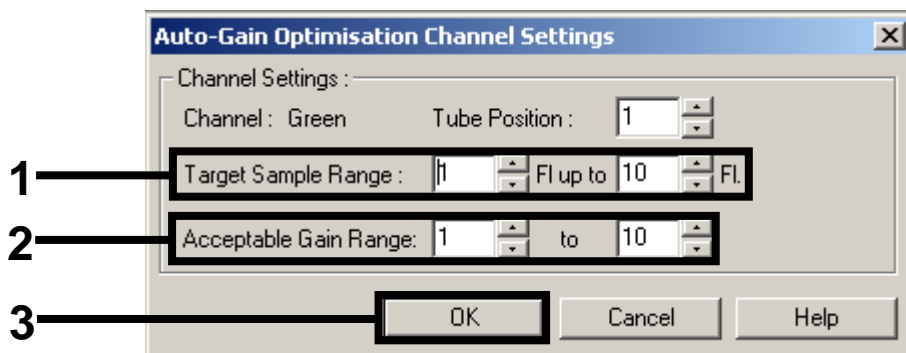 Auto-Gain Optimisation Channel Settings
Channel Settings :
Channel : Green Tube Position : 1
1 Target Sample Range : 1 Fl up to 10 Fl.
2 Acceptable Gain Range: 1 to 10
3 OK Cancel Help